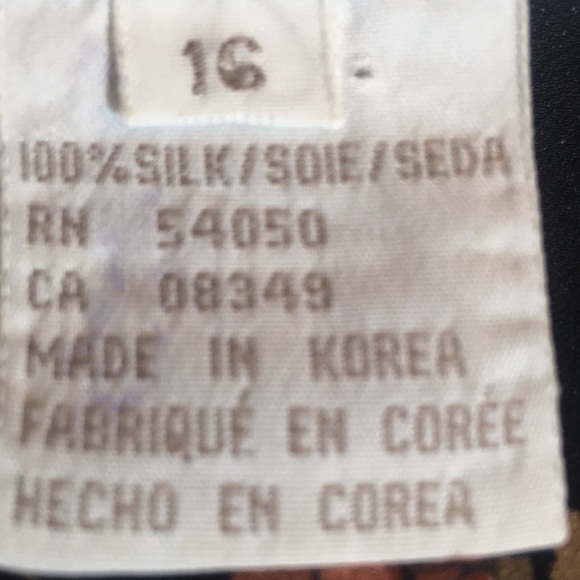 16
100%SILK/SOIE/SEDA
RN 54050
CA 08349
MADE IN KOREA
FABRIQUÉ EN CORÉE
HECHO EN COREA